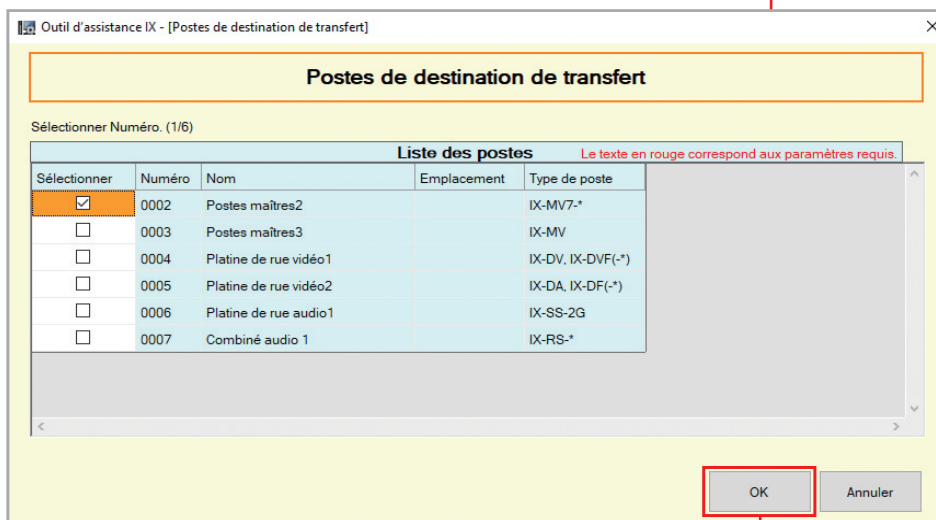 Outil d'assistance IX - [Postes de destination de transfert]
Postes de destination de transfert
Sélectionner Numéro. (1/6)
Liste des postes Le texte en rouge correspond aux paramètres requis.
Sélectionner Numéro Nom Emplacement Type de poste
0002 Postes maîtres2 IX-MV7-*
0003 Postes maîtres3 IX-MV
0004 Platine de rue vidéo1 IX-DV, IX-DVF(-*)
0005 Platine de rue vidéo2 IX-DA, IX-DF(-*)
0006 Platine de rue audio1 IX-SS-2G
0007 Combiné audio 1 IX-RS-*
OK Annuler